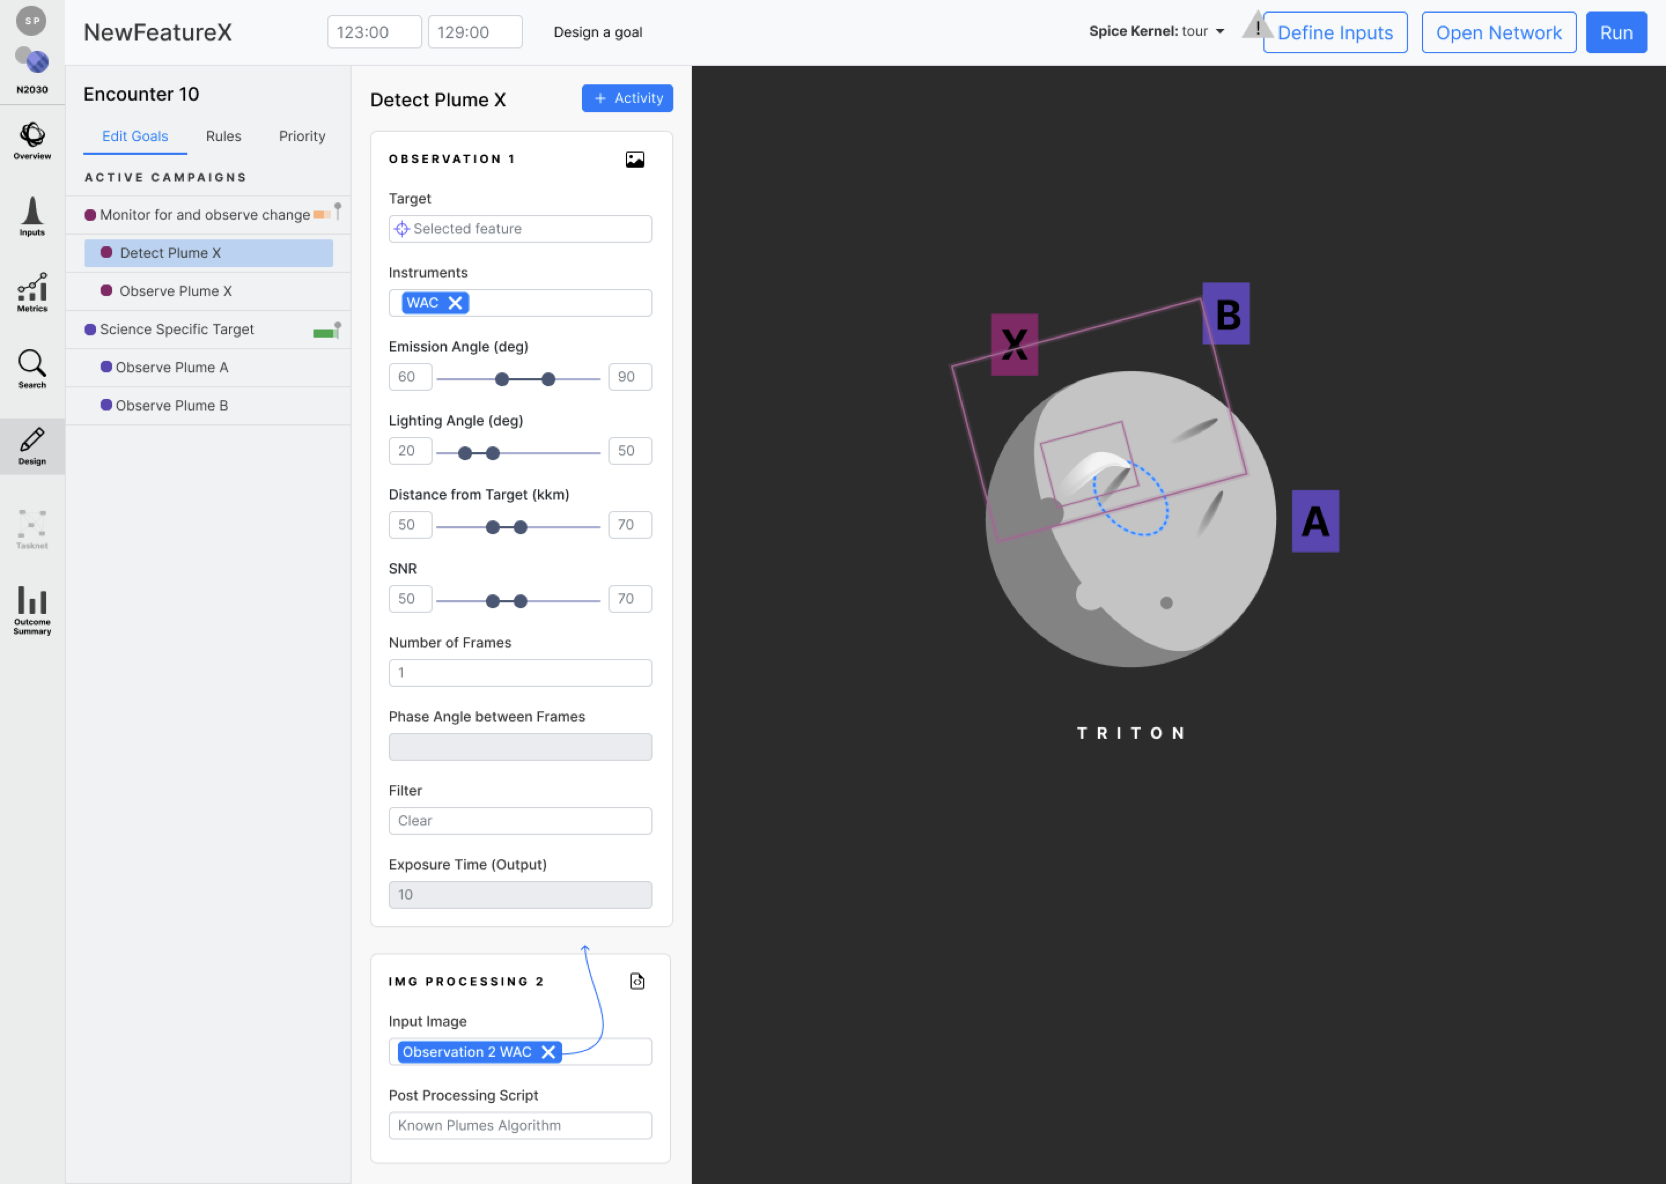 SP
N2030
Overview
Inputs
Metrics
Search
Design
Tasknet
Outcome
Summary
NewFeatureX
123:00
129:00
Design a goal
Spice Kernel: tour
!
Define Inputs
Open Network
Run
Encounter 10
Edit Goals
Rules
Priority
ACTIVE CAMPAIGNS
Monitor for and observe change
Detect Plume X
Observe Plume X
Science Specific Target
Observe Plume A
Observe Plume B
Detect Plume X
+ Activity
OBSERVATION 1
Target
Selected feature
Instruments
WAC
Emission Angle (deg)
60
90
Lighting Angle (deg)
20
50
Distance from Target (kkm)
50
70
SNR
50
70
Number of Frames
1
Phase Angle between Frames
Filter
Clear
Exposure Time (Output)
10
IMG PROCESSING 2
Input Image
Observation 2 WAC
Post Processing Script
Known Plumes Algorithm
X
B
A
TRITON